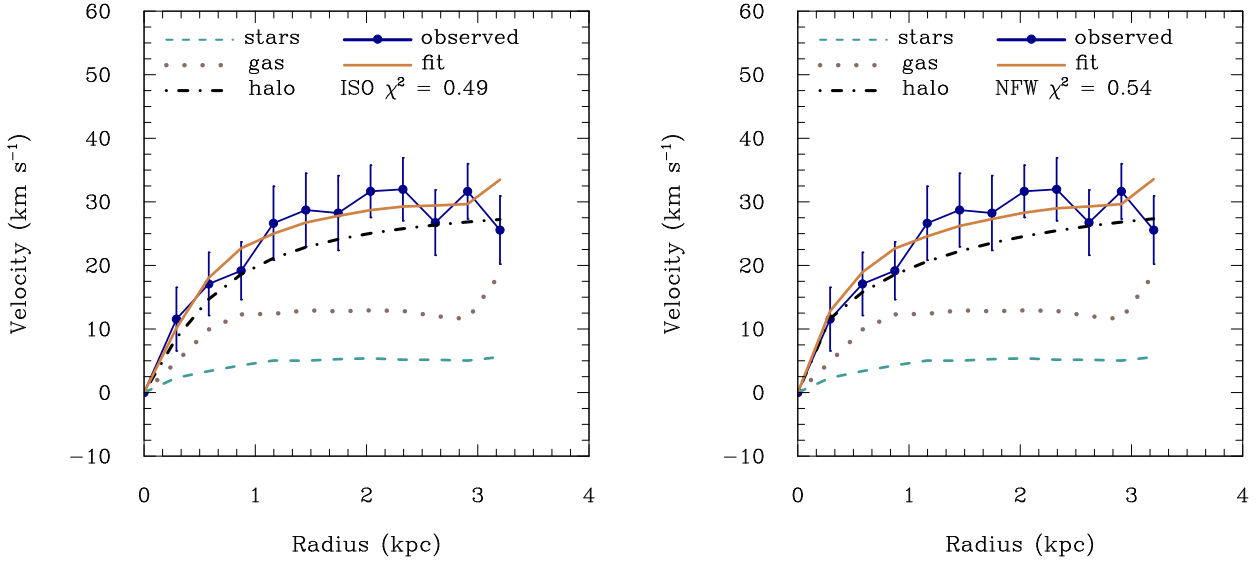 60
50
40
30
20
10
0
−10
Velocity (km s⁻¹)
stars
observed
gas
fit
halo
ISO χ² = 0.49
0 1 2 3 4
Radius (kpc)
60
50
40
30
20
10
0
−10
Velocity (km s⁻¹)
stars
observed
gas
fit
halo
NFW χ² = 0.54
0 1 2 3 4
Radius (kpc)